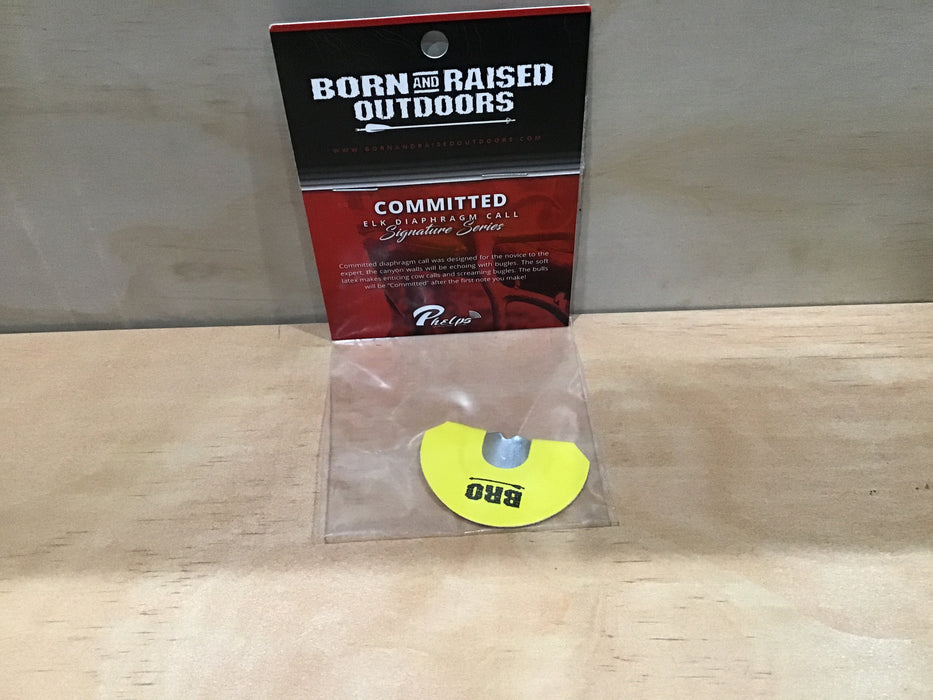 BORN AND RAISED
OUTDOORS
WWW.BORNANDRAISEDOUTDOORS.COM
COMMITTED
ELK DIAPHRAGM CALL
Signature Series
Committed diaphragm call was designed for the novice to the
expert, the canyon walls will be echoing with bugles. The soft
latex makes enticing cow calls and screaming bugles. The bulls
will be "Committed" after the first note you make!
Phelps
BRO